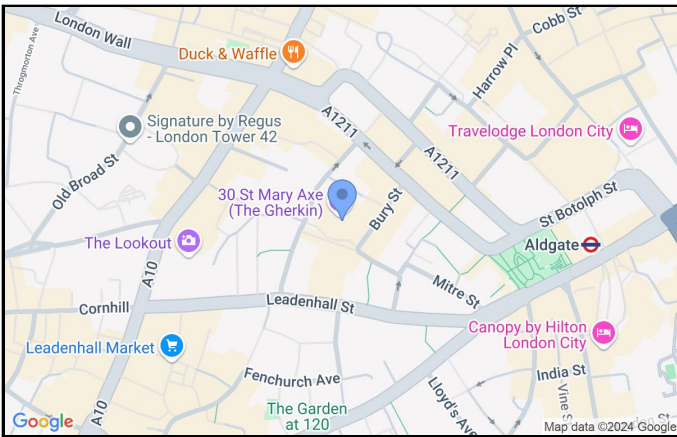 Cobb St
London Wall
Throgmorton Ave
Duck & Waffle
Harrow Pl
A1211
Signature by Regus
- London Tower 42
Travelodge London City
A1211
Old Broad St
30 St Mary Axe
(The Gherkin)
Bury St
St Botolph St
The Lookout
Aldgate
A10
Mitre St
Cornhill
Leadenhall St
Canopy by Hilton
London City
Leadenhall Market
India St
Fenchurch Ave
Vine S
Lloyd's Ave
A10
The Garden
at 120
Google
Map data ©2024 Google